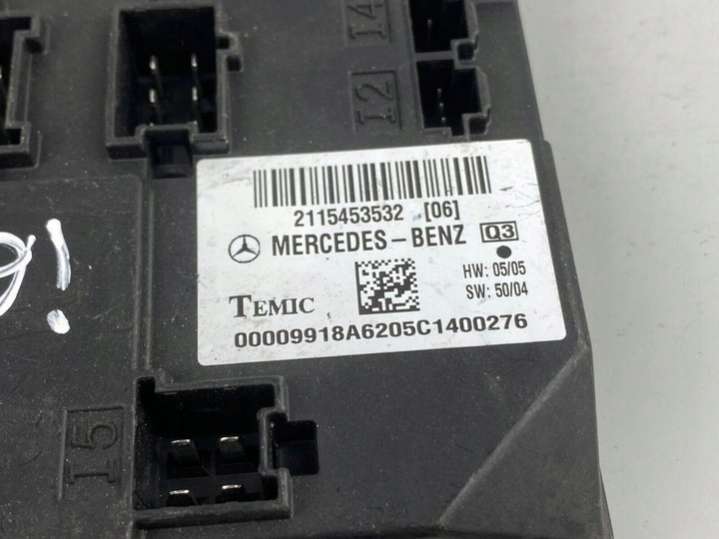 I4
I2
2115453532 [06]
MERCEDES-BENZ Q3
HW: 05/05
SW: 50/04
TEMIC
00009918A6205C1400276
I5